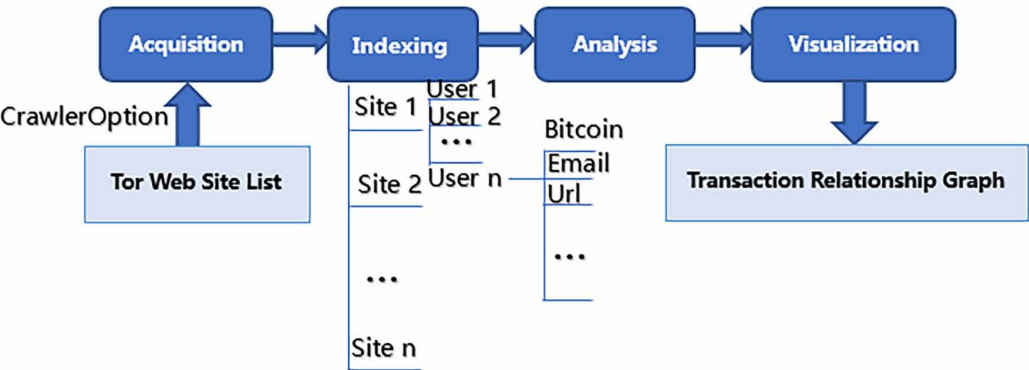 Acquisition
Indexing
Analysis
Visualization
CrawlerOption
Tor Web Site List
Site 1
User 1
User 2
...
User n
Site 2
...
Site n
Bitcoin
Email
Url
...
Transaction Relationship Graph